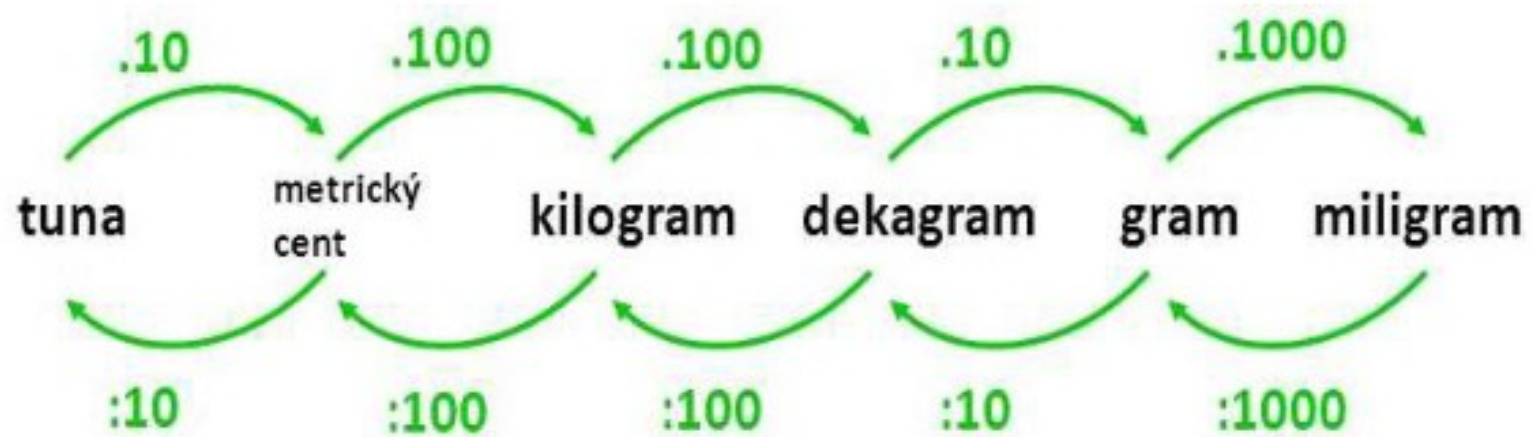 .10 .100 .100 .10 .1000
tuna metrický cent kilogram dekagram gram miligram
:10 :100 :100 :10 :1000